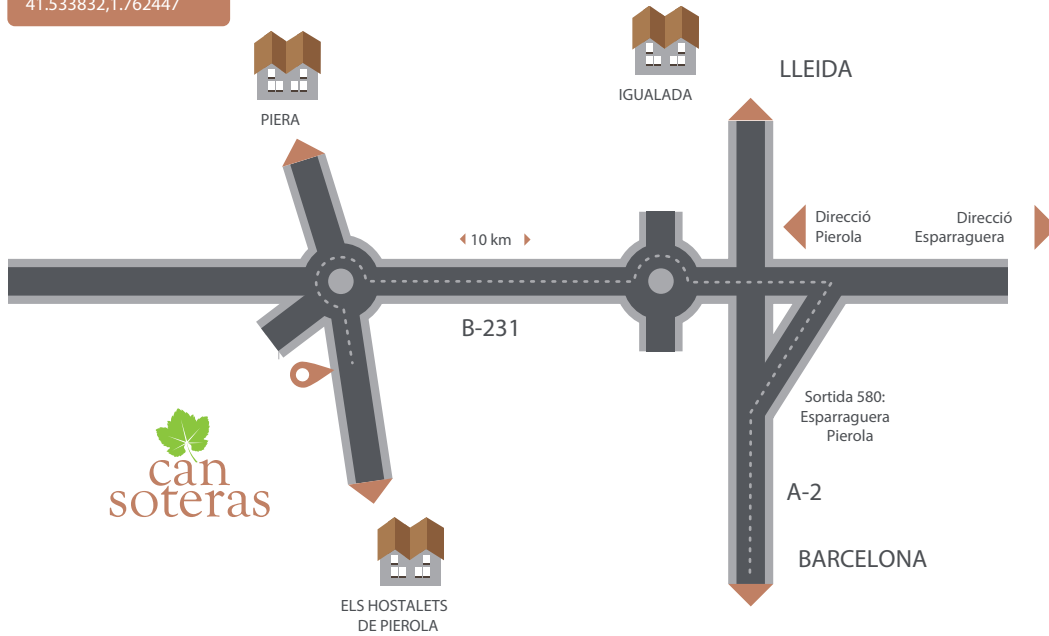 41.533832,1.762447
PIERA
IGUALADA
LLEIDA
Direcció
Pierola
Direcció
Esparraguera
10 km
B-231
Sortida 580:
Esparraguera
Pierola
can
soteras
A-2
BARCELONA
ELS HOSTALETS
DE PIEROLA